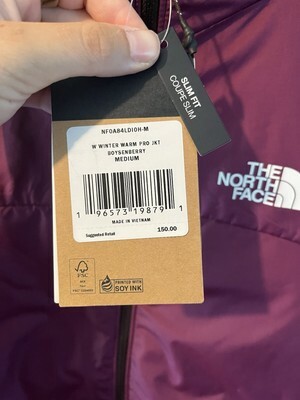 SLIM FIT
COUPE SLIM
NF0A84LDI0H-M
W WINTER WARM PRO JKT
BOYSENBERRY
MEDIUM
1 96573 19879 1
MADE IN VIETNAM
Suggested Retail 150.00
THE
NORTH
FACE
FSC
PRINTED WITH
SOY INK